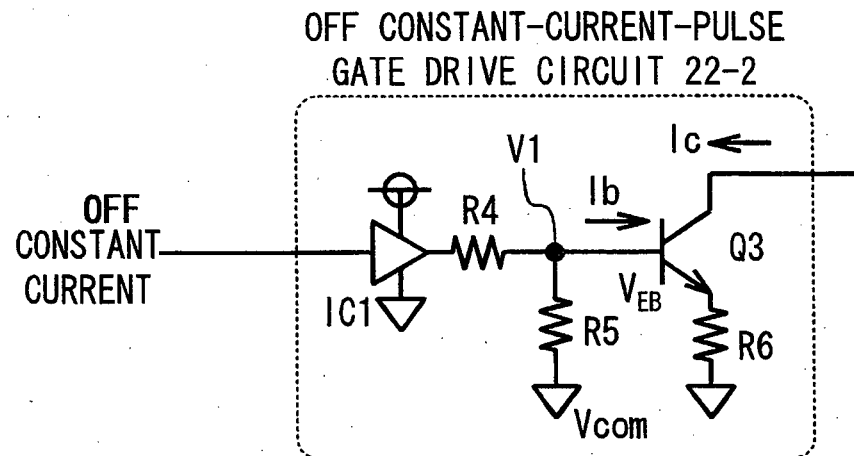 OFF CONSTANT-CURRENT-PULSE
GATE DRIVE CIRCUIT 22-2
V1
Ic
Ib
R4
OFF
CONSTANT
CURRENT
Q3
IC1
VEB
R5
R6
Vcom